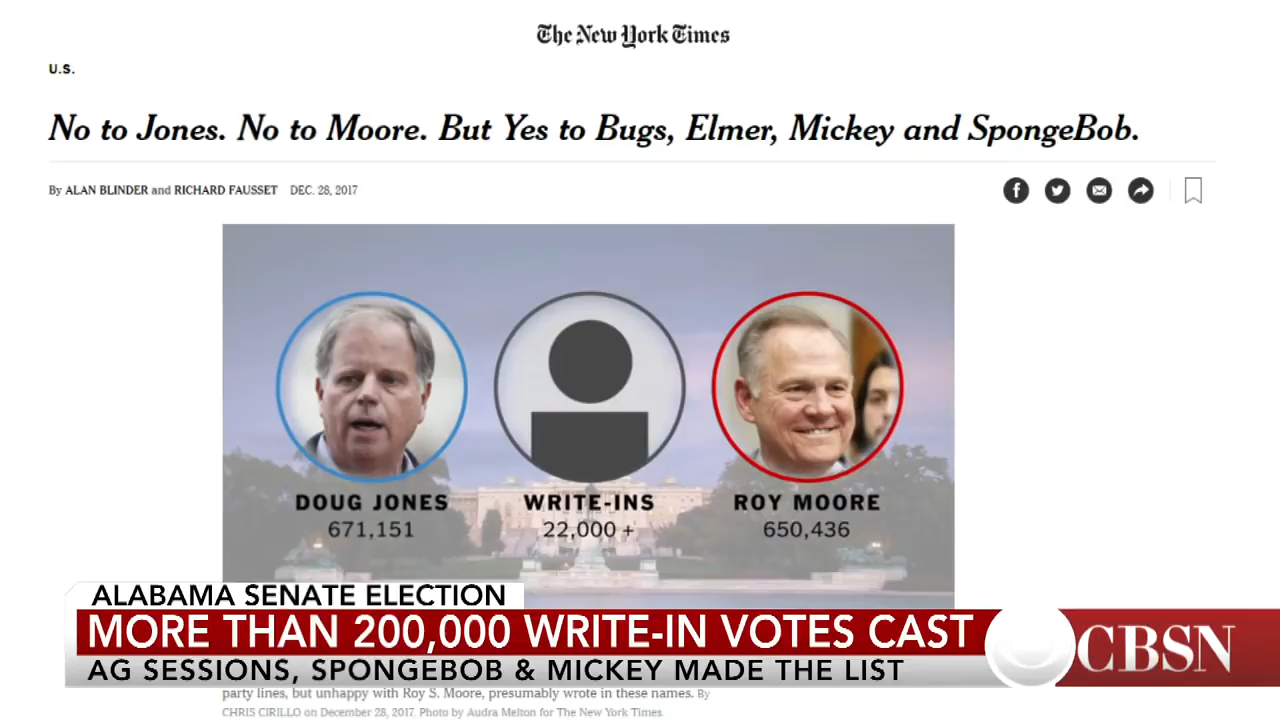 The New York Times
U.S.
No to Jones. No to Moore. But Yes to Bugs, Elmer, Mickey and SpongeBob.
By ALAN BLINDER and RICHARD FAUSSET DEC. 28, 2017
DOUG JONES
671,151
WRITE-INS
22,000 +
ROY MOORE
650,436
ALABAMA SENATE ELECTION
MORE THAN 200,000 WRITE-IN VOTES CAST
AG SESSIONS, SPONGEBOB & MICKEY MADE THE LIST
CBSN
party lines, but unhappy with Roy S. Moore, presumably wrote in these names. By
CHRIS CIRILLO on December 28, 2017. Photo by Audra Melton for The New York Times.